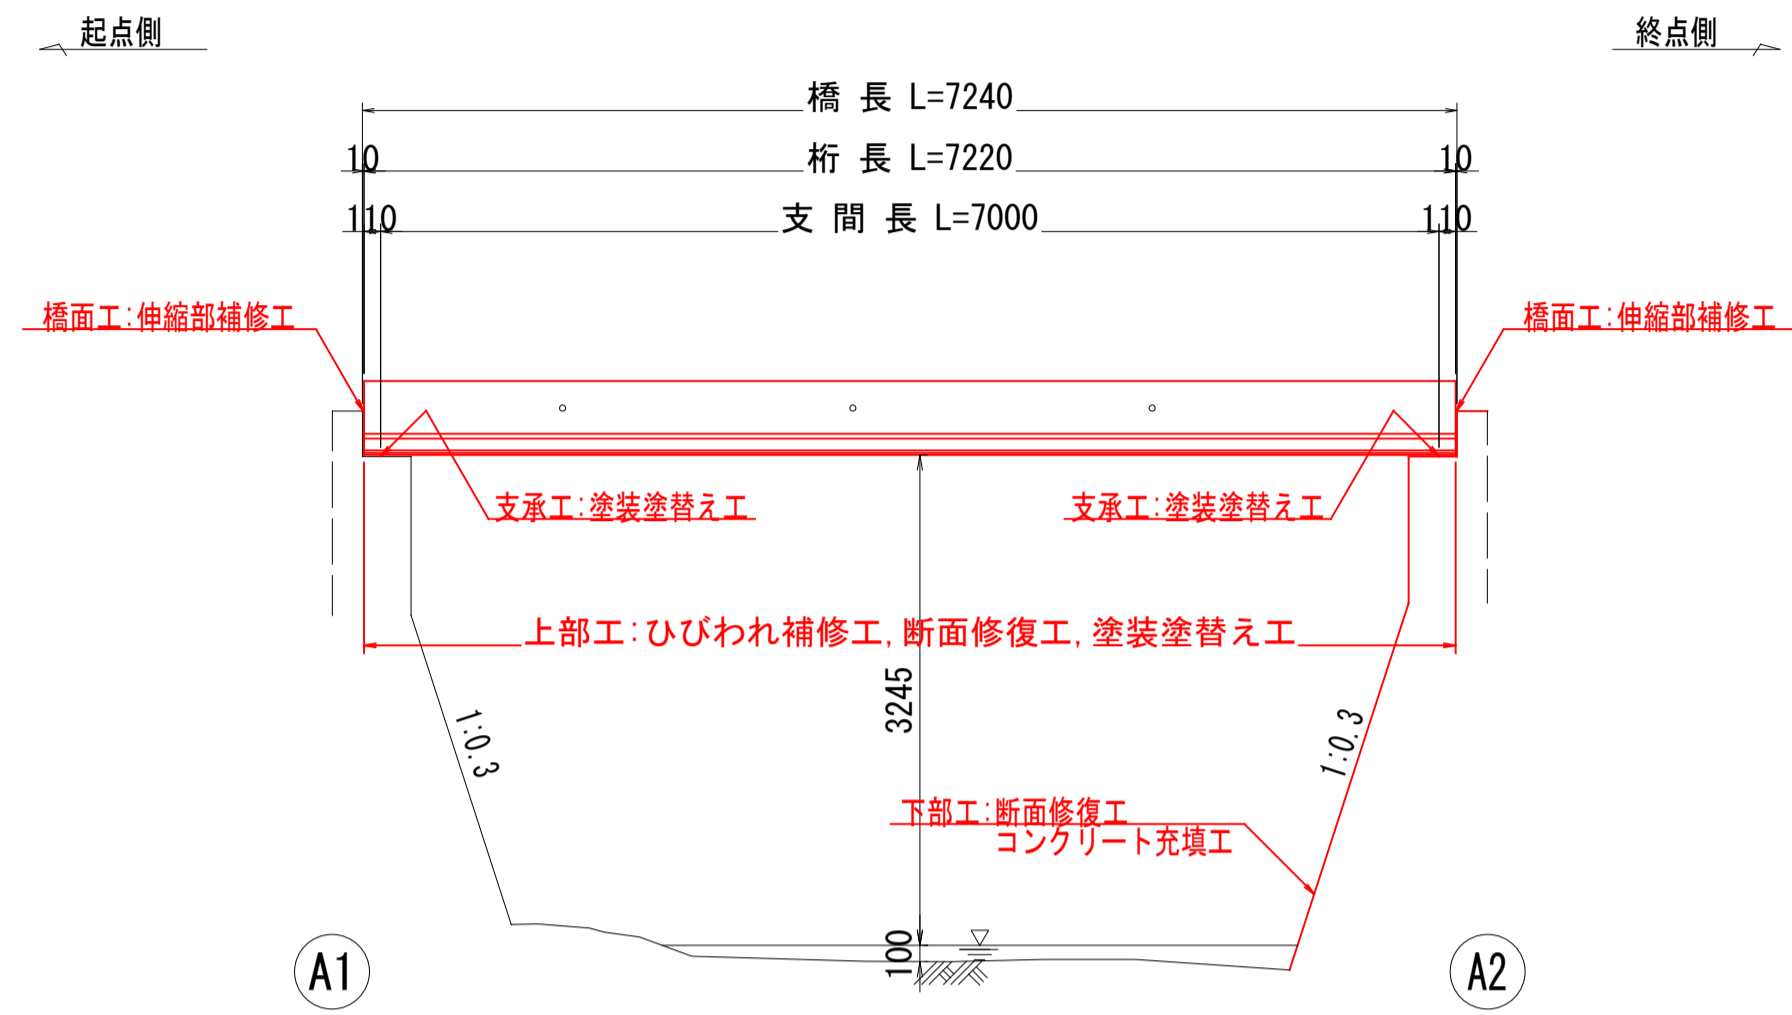 起点側
終点側
橋 長 L=7240
10
桁 長 L=7220
10
110
支 間 長 L=7000
110
橋面工:伸縮部補修工
橋面工:伸縮部補修工
支承工:塗装塗替え工
支承工:塗装塗替え工
上部工:ひびわれ補修工,断面修復工,塗装塗替え工
3245
1:0.3
1:0.3
下部工:断面修復工
コンクリート充填工
100
A1
A2